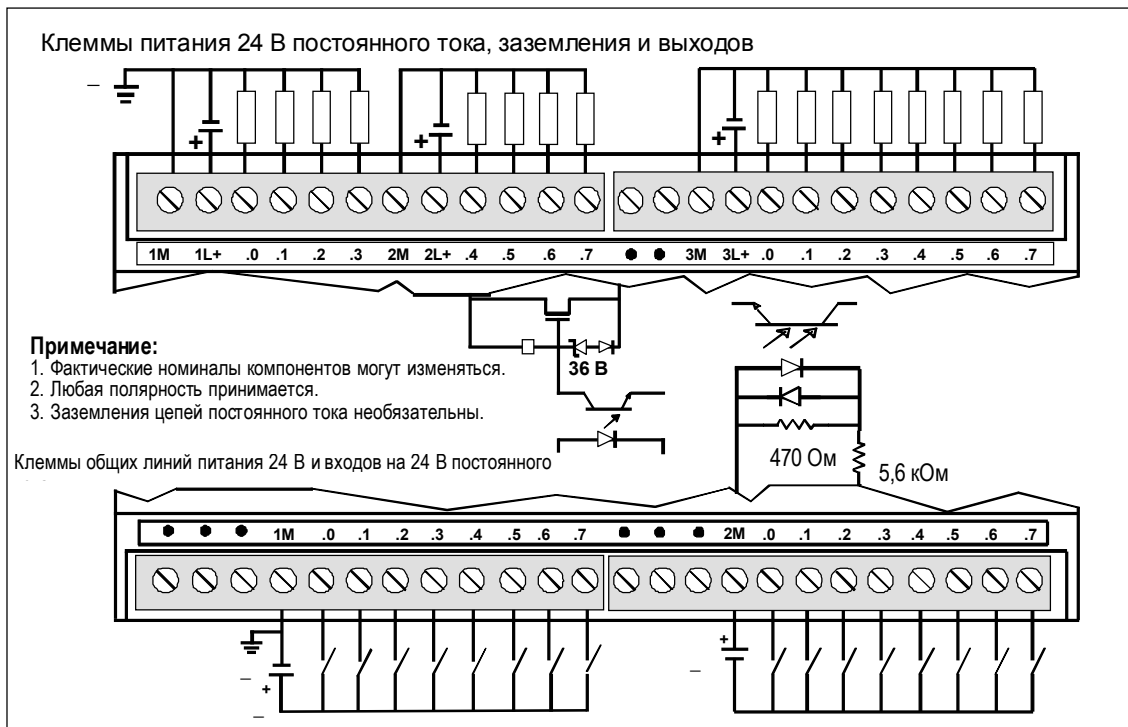 Клеммы питания 24 В постоянного тока, заземления и выходов
1M 1L+ .0 .1 .2 .3 2M 2L+ .4 .5 .6 .7 3M 3L+ .0 .1 .2 .3 .4 .5 .6 .7
Примечание:
1. Фактические номиналы компонентов могут изменяться.
2. Любая полярность принимается.
3. Заземления цепей постоянного тока необязательны.
36 В
470 Ом
5,6 кОм
Клеммы общих линий питания 24 В и входов на 24 В постоянного
1M .0 .1 .2 .3 .4 .5 .6 .7 2M .0 .1 .2 .3 .4 .5 .6 .7